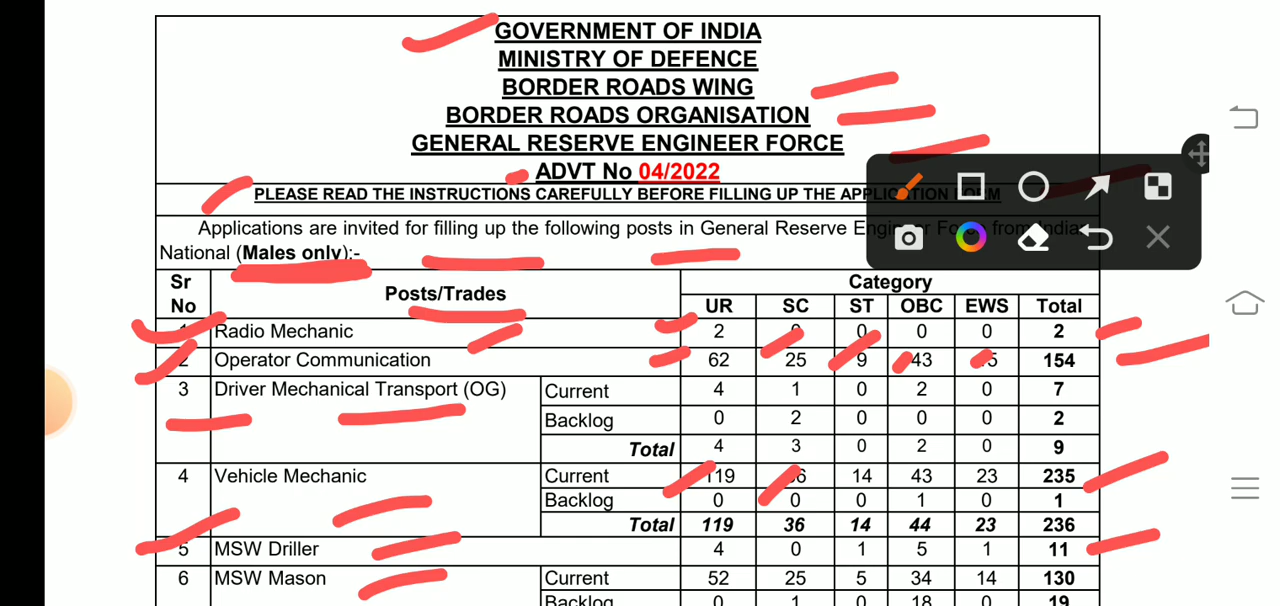 GOVERNMENT OF INDIA
MINISTRY OF DEFENCE
BORDER ROADS WING
BORDER ROADS ORGANISATION
GENERAL RESERVE ENGINEER FORCE
ADVT No 04/2022
PLEASE READ THE INSTRUCTIONS CAREFULLY BEFORE FILLING UP THE APPLICATION FORM
Applications are invited for filling up the following posts in General Reserve Engineer Force from
National (Males only):-
Sr No Posts/Trades Category
UR SC ST OBC EWS Total
1 Radio Mechanic 2 0 0 0 0 2
2 Operator Communication 62 25 9 43 154
3 Driver Mechanical Transport (OG) Current 4 1 0 2 0 7
Backlog 0 2 0 0 0 2
Total 4 3 0 2 0 9
4 Vehicle Mechanic Current 119 36 14 43 23 235
Backlog 0 0 0 1 0 1
Total 119 36 14 44 23 236
5 MSW Driller 4 0 1 5 1 11
6 MSW Mason Current 52 25 5 34 14 130
Backlog 0 1 0 18 0 19